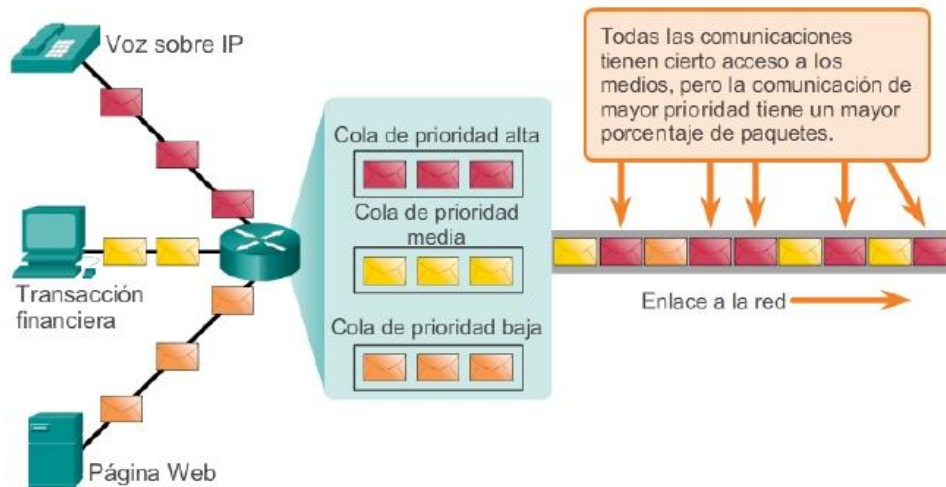 Voz sobre IP
Transacción
financiera
Página Web
Cola de prioridad alta
Cola de prioridad
media
Cola de prioridad baja
Todas las comunicaciones
tienen cierto acceso a los
medios, pero la comunicación de
mayor prioridad tiene un mayor
porcentaje de paquetes.
Enlace a la red